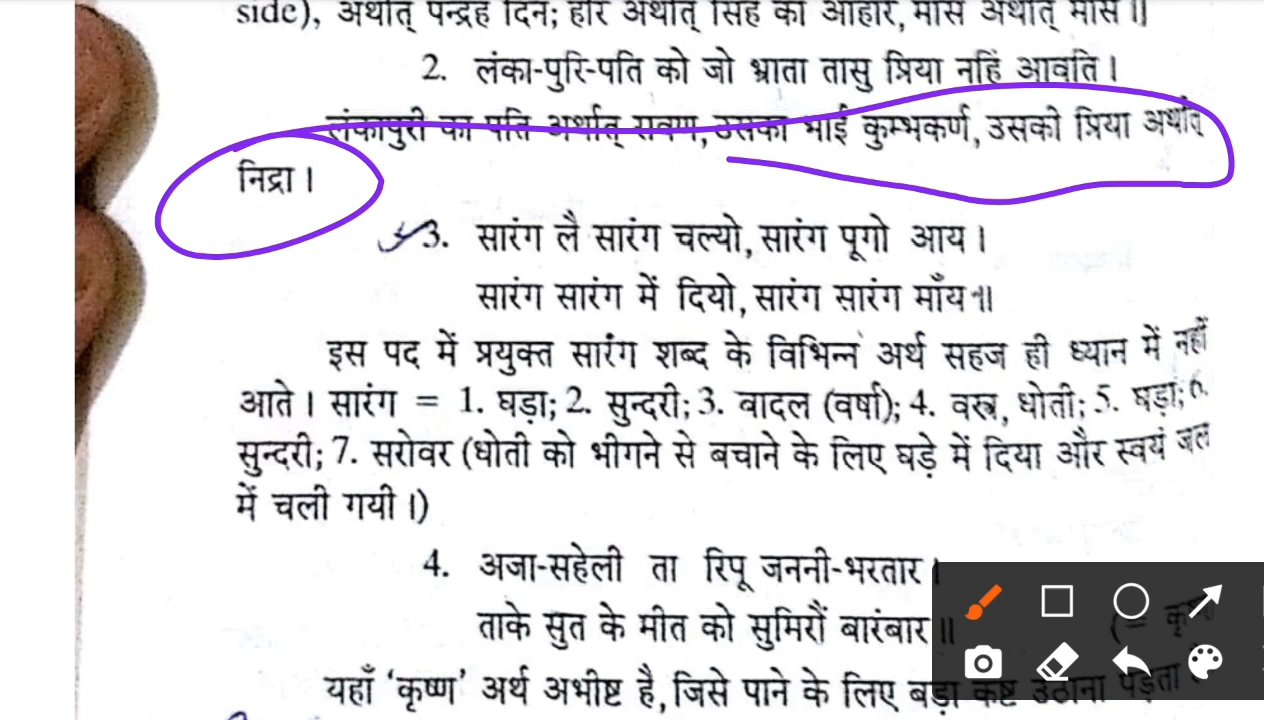 side), अर्थात् पन्द्रह दिन; हरि अर्थात् सिंह का आहार, मांस अर्थात् मास॥
2. लंका-पुरि-पति को जो भ्राता तासु प्रिया नहिं आवति।
लंकापुरी का पति अर्थात् रावण, उसका भाई कुम्भकर्ण, उसकी प्रिया अर्थात्
निद्रा।
3. सारंग लै सारंग चल्यो, सारंग पूगो आय।
सारंग सारंग में दियो, सारंग सारंग माँय॥
इस पद में प्रयुक्त सारंग शब्द के विभिन्न अर्थ सहज ही ध्यान में नहीं
आते। सारंग = 1. घड़ा; 2. सुन्दरी; 3. बादल (वर्षा); 4. वस्त्र, धोती; 5. घड़ा; 6.
सुन्दरी; 7. सरोवर (धोती को भीगने से बचाने के लिए घड़े में दिया और स्वयं जल
में चली गयी।)
4. अजा-सहेली ता रिपू जननी-भरतार।
ताके सुत के मीत को सुमिरौं बारंबार॥
यहाँ 'कृष्ण' अर्थ अभीष्ट है, जिसे पाने के लिए बड़ा कष्ट उठाना पड़ता